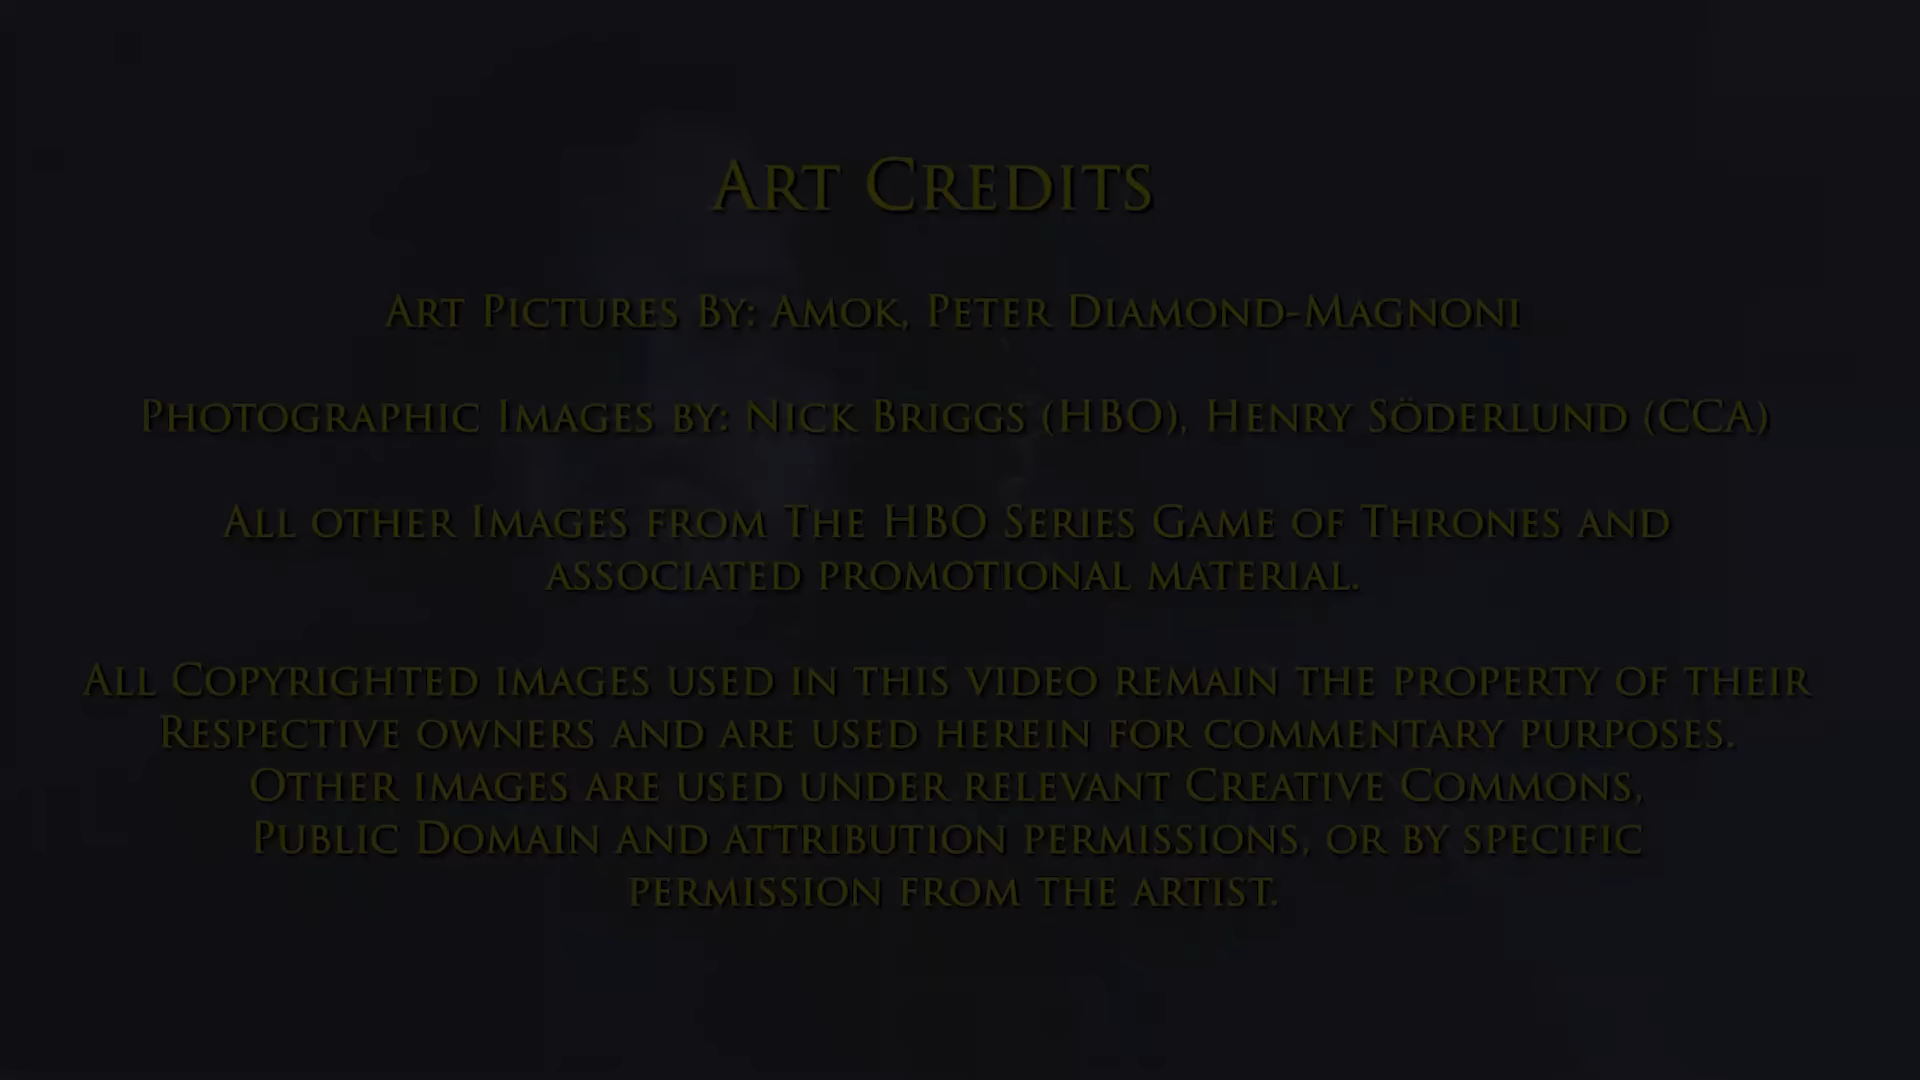 Art Credits
Art Pictures By: Amok, Peter Diamond-Magnoni
Photographic Images by: Nick Briggs (HBO), Henry Söderlund (CCA)
All other Images from The HBO Series Game of Thrones and
associated promotional material.
All Copyrighted images used in this video remain the property of their
Respective owners and are used herein for commentary purposes.
Other images are used under relevant Creative Commons,
Public Domain and attribution permissions, or by specific
permission from the artist.